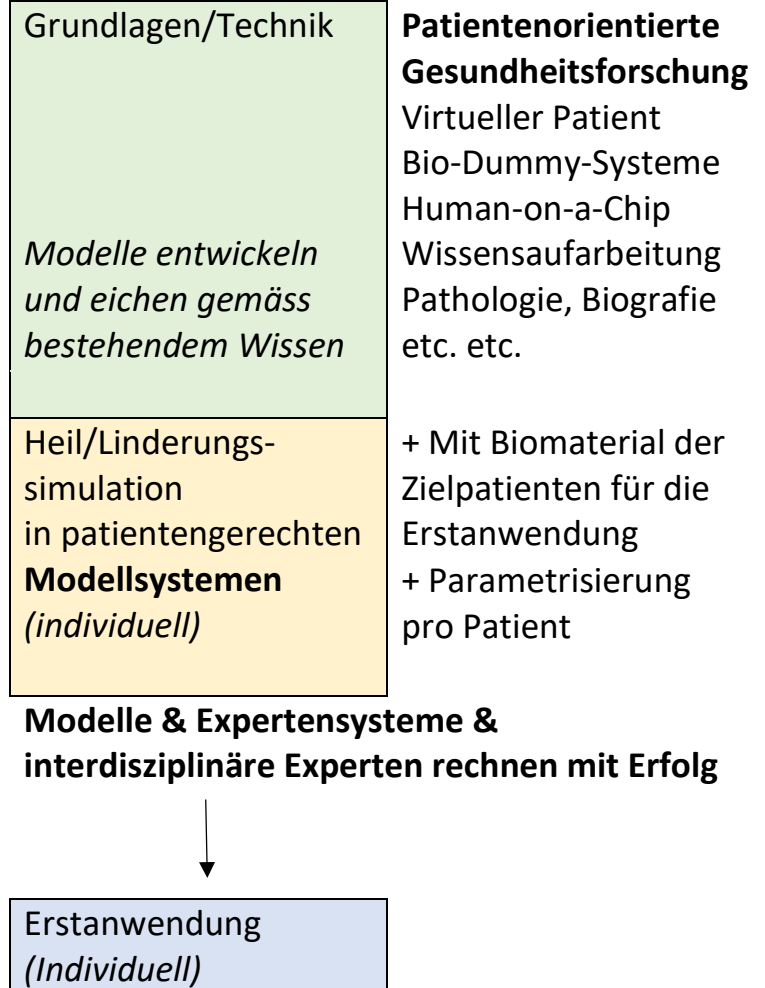 Grundlagen/Technik
Modelle entwickeln
und eichen gemäss
bestehendem Wissen
Patientenorientierte
Gesundheitsforschung
Virtueller Patient
Bio-Dummy-Systeme
Human-on-a-Chip
Wissensaufarbeitung
Pathologie, Biografie
etc. etc.
Heil/Linderungs-
simulation
in patientengerechten
Modellsystemen
(individuell)
+ Mit Biomaterial der
Zielpatienten für die
Erstanwendung
+ Parametrisierung
pro Patient
Modelle & Expertensysteme &
interdisziplinäre Experten rechnen mit Erfolg
Erstanwendung
(Individuell)